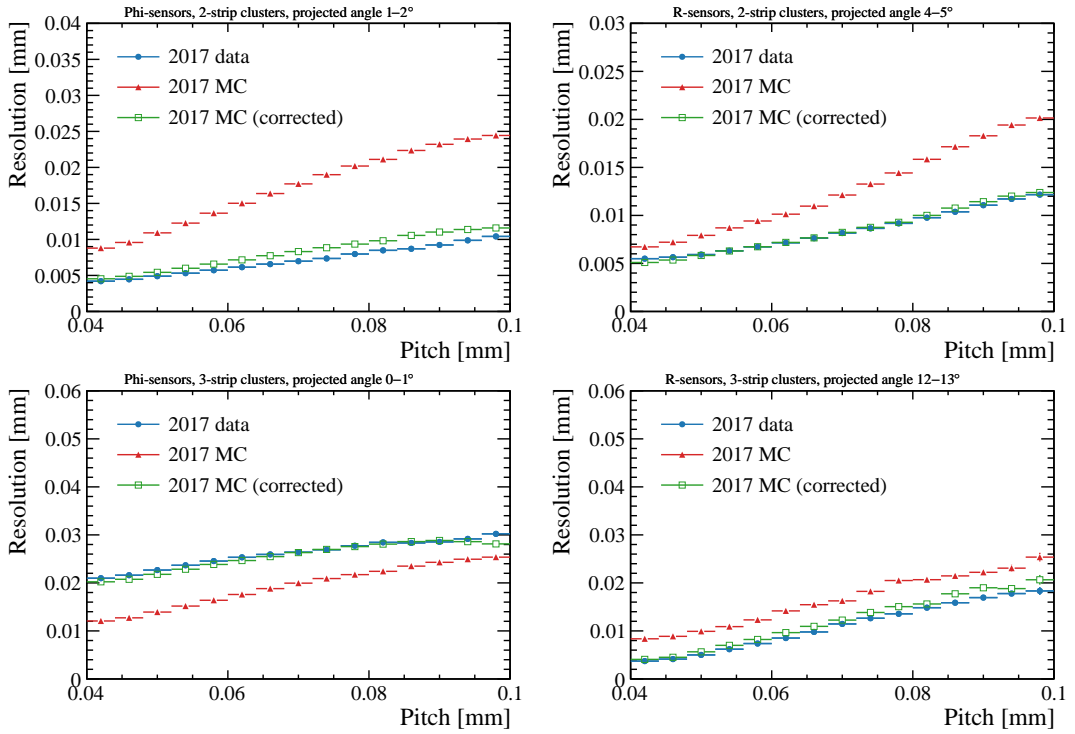 Phi-sensors, 2-strip clusters, projected angle 1−2°
Resolution [mm]
0.04
0.035
0.03
0.025
0.02
0.015
0.01
0.005
0
2017 data
2017 MC
2017 MC (corrected)
0.04 0.06 0.08 0.1
Pitch [mm]
R-sensors, 2-strip clusters, projected angle 4−5°
Resolution [mm]
0.03
0.025
0.02
0.015
0.01
0.005
0
2017 data
2017 MC
2017 MC (corrected)
0.04 0.06 0.08 0.1
Pitch [mm]
Phi-sensors, 3-strip clusters, projected angle 0−1°
Resolution [mm]
0.06
0.05
0.04
0.03
0.02
0.01
0
2017 data
2017 MC
2017 MC (corrected)
0.04 0.06 0.08 0.1
Pitch [mm]
R-sensors, 3-strip clusters, projected angle 12−13°
Resolution [mm]
0.06
0.05
0.04
0.03
0.02
0.01
0
2017 data
2017 MC
2017 MC (corrected)
0.04 0.06 0.08 0.1
Pitch [mm]